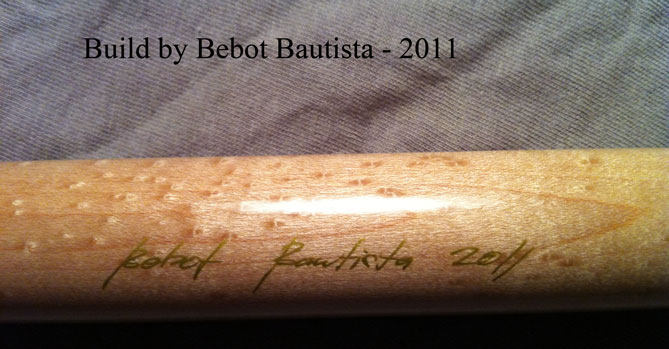 Build by Bebot Bautista - 2011
Bebot Bautista 2011